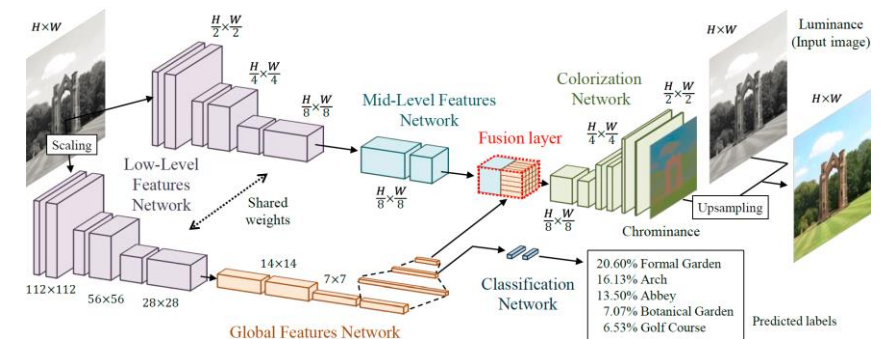 H×W
H/2 × W/2
H/4 × W/4
H/8 × W/8
Scaling
Low-Level
Features
Network
Shared
weights
112×112
56×56
28×28
14×14
7×7
Global Features Network
Mid-Level Features
Network
H/8 × W/8
Fusion layer
Classification
Network
Colorization
Network
H/8 × W/8
H/4 × W/4
H/2 × W/2
Chrominance
H×W
Luminance
(Input image)
H×W
Upsampling
20.60% Formal Garden
16.13% Arch
13.50% Abbey
7.07% Botanical Garden
6.53% Golf Course
Predicted labels